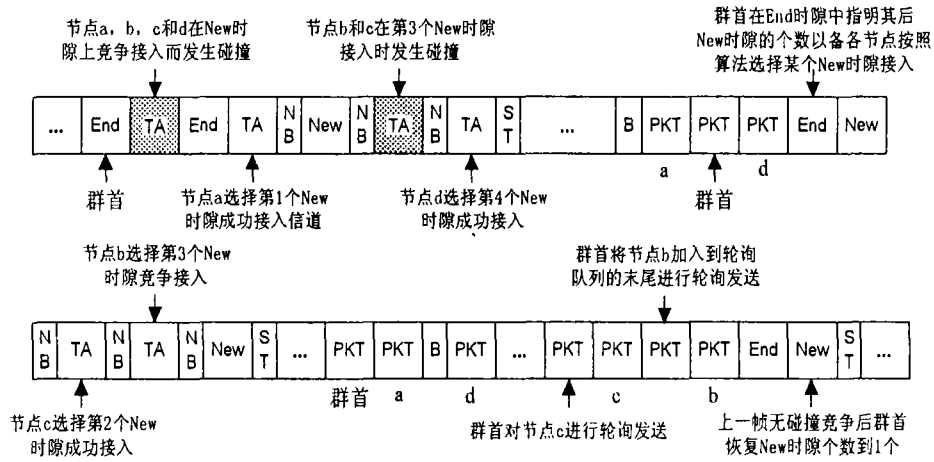 节点a，b，c和d在New时
隙上竞争接入而发生碰撞
节点b和c在第3个New时隙
接入时发生碰撞
群首在End时隙中指明其后
New时隙的个数以备各节点按照
算法选择某个New时隙接入
... End TA End TA NB New NB TA NB TA ST ... B PKT PKT PKT End New
a d
群首
节点a选择第1个New
时隙成功接入信道
节点d选择第4个New
时隙成功接入
群首
节点b选择第3个New
时隙竞争接入
群首将节点b加入到轮询
队列的末尾进行轮询发送
NB TA NB TA NB New ST ... PKT PKT B PKT ... PKT PKT PKT PKT End New ST ...
群首 a d c b
节点c选择第2个New
时隙成功接入
群首对节点c进行轮询发送
上一帧无碰撞竞争后群首
恢复New时隙个数到1个